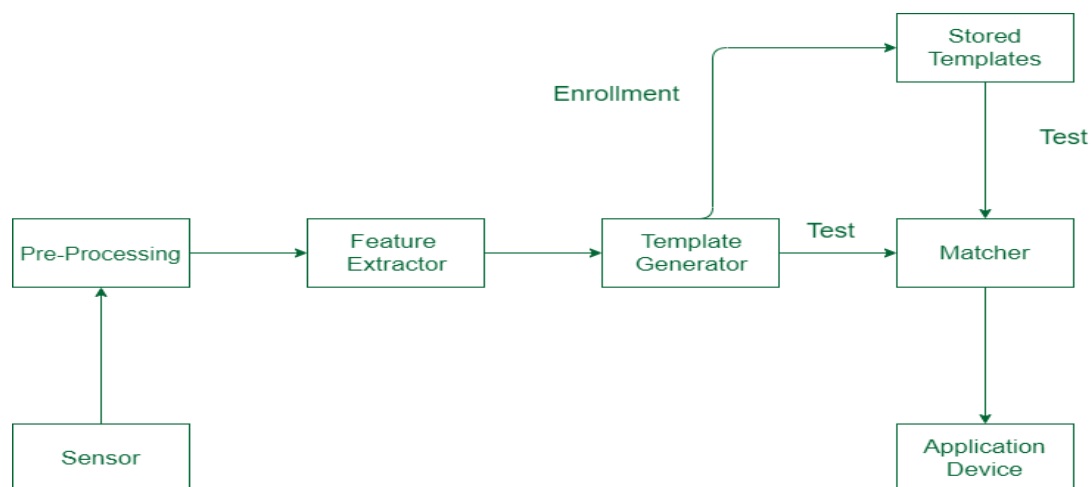 Stored
Templates
Enrollment
Test
Pre-Processing
Feature
Extractor
Template
Generator
Test
Matcher
Sensor
Application
Device